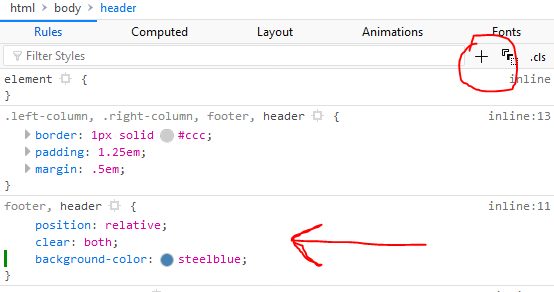 html › body › header
Rules Computed Layout Animations Fonts
Filter Styles + .cls
element { inline
}
.left-column, .right-column, footer, header { inline:13
border: 1px solid #ccc;
padding: 1.25em;
margin: .5em;
}
footer, header { inline:11
position: relative;
clear: both;
background-color: steelblue;
}